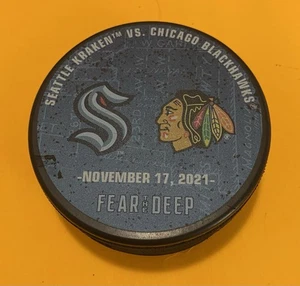 SEATTLE KRAKEN™ VS. CHICAGO BLACKHAWKS
-NOVEMBER 17, 2021-
FEAR THE DEEP